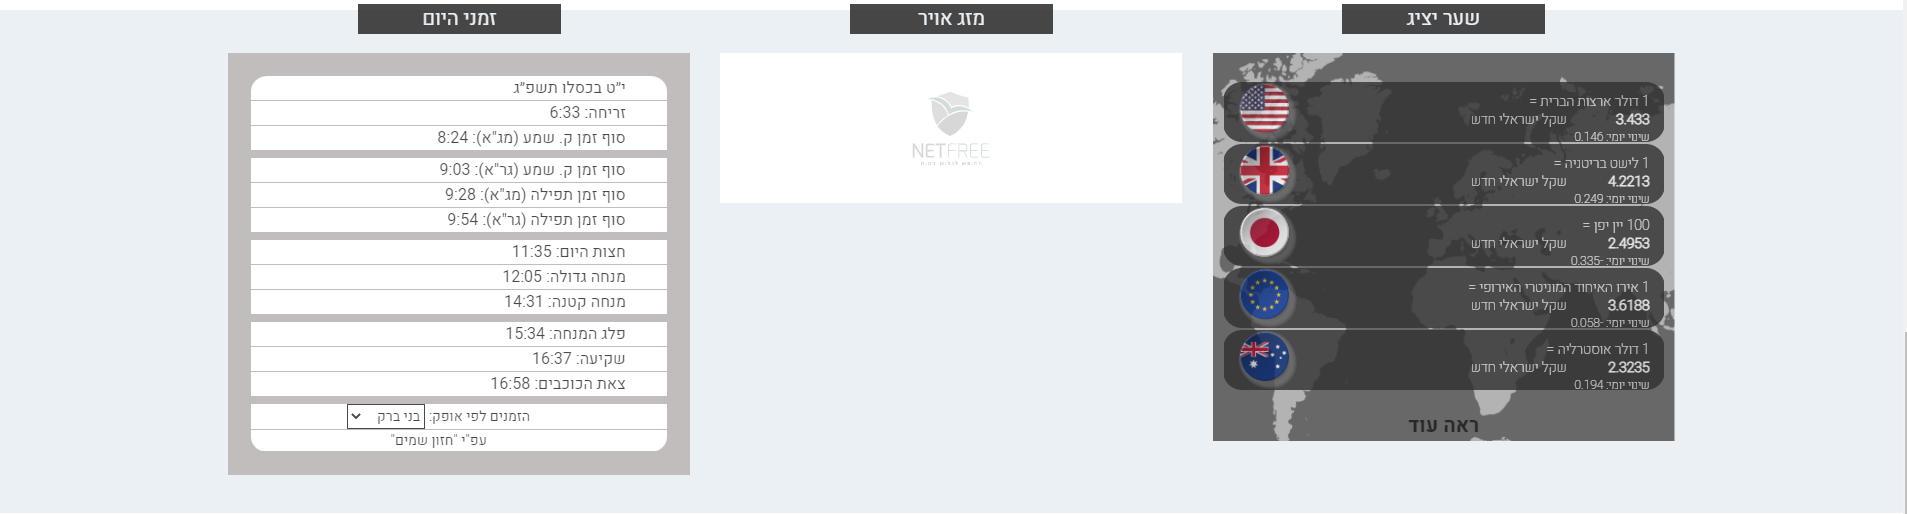 שער יציג
1 דולר ארצות הברית =
3.433 שקל ישראלי חדש
שינוי יומי: 0.146
1 לישט בריטניה =
4.2213 שקל ישראלי חדש
שינוי יומי: 0.249
100 יין יפן =
2.4953 שקל ישראלי חדש
שינוי יומי: -0.335
1 אירו האיחוד המוניטרי האירופי =
3.6188 שקל ישראלי חדש
שינוי יומי: -0.058
1 דולר אוסטרליה =
2.3235 שקל ישראלי חדש
שינוי יומי: 0.194
ראה עוד
מזג אויר
NETFREE
זמני היום
י״ט בכסלו תשפ״ג
זריחה: 6:33
סוף זמן ק. שמע (מג"א): 8:24
סוף זמן ק. שמע (גר"א): 9:03
סוף זמן תפילה (מג"א): 9:28
סוף זמן תפילה (גר"א): 9:54
חצות היום: 11:35
מנחה גדולה: 12:05
מנחה קטנה: 14:31
פלג המנחה: 15:34
שקיעה: 16:37
צאת הכוכבים: 16:58
הזמנים לפי אופק: בני ברק
עפ"י "חזון שמים"